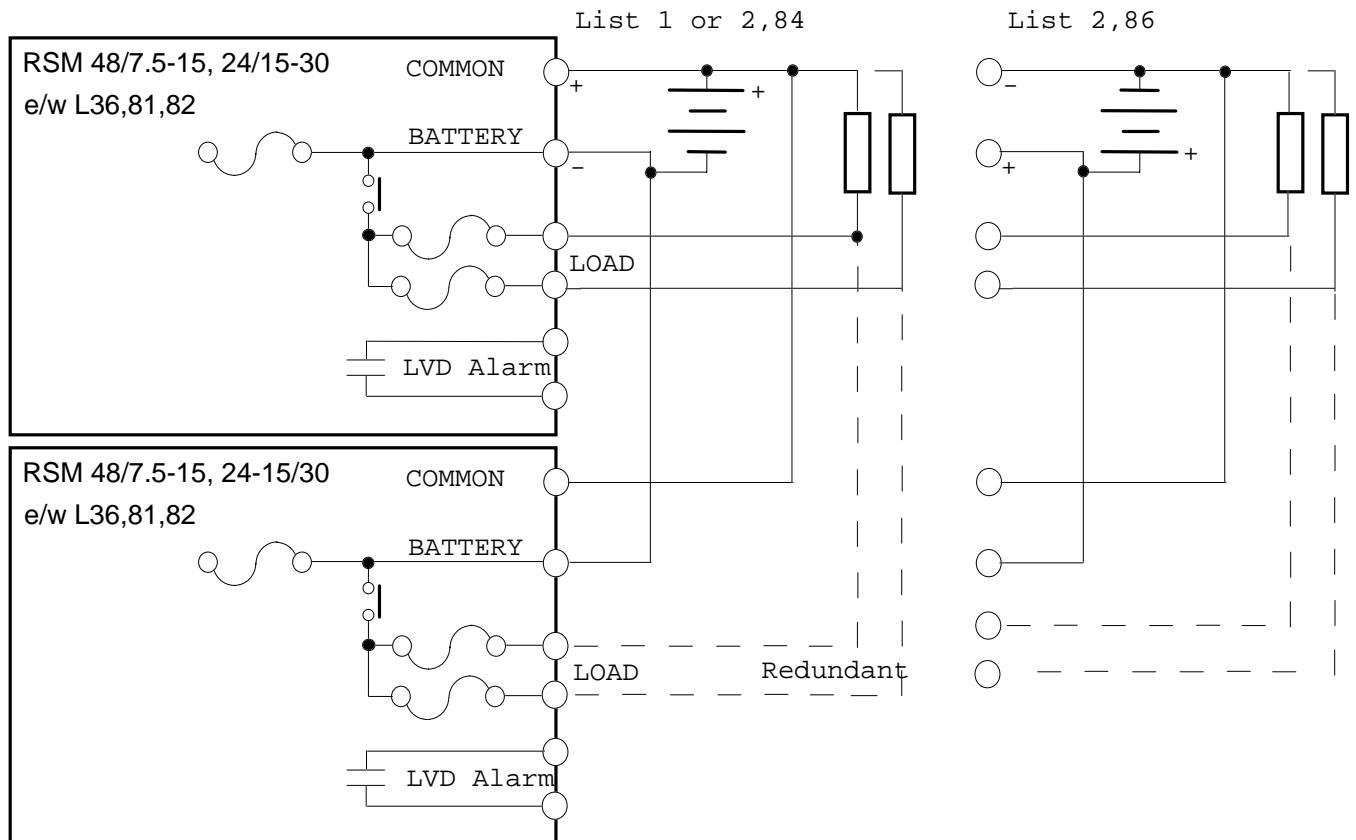 List 1 or 2,84
List 2,86
RSM 48/7.5-15, 24/15-30
e/w L36,81,82
COMMON
+
+
-
BATTERY
-
+
+
LOAD
LVD Alarm
RSM 48/7.5-15, 24-15/30
e/w L36,81,82
COMMON
BATTERY
LOAD
Redundant
LVD Alarm